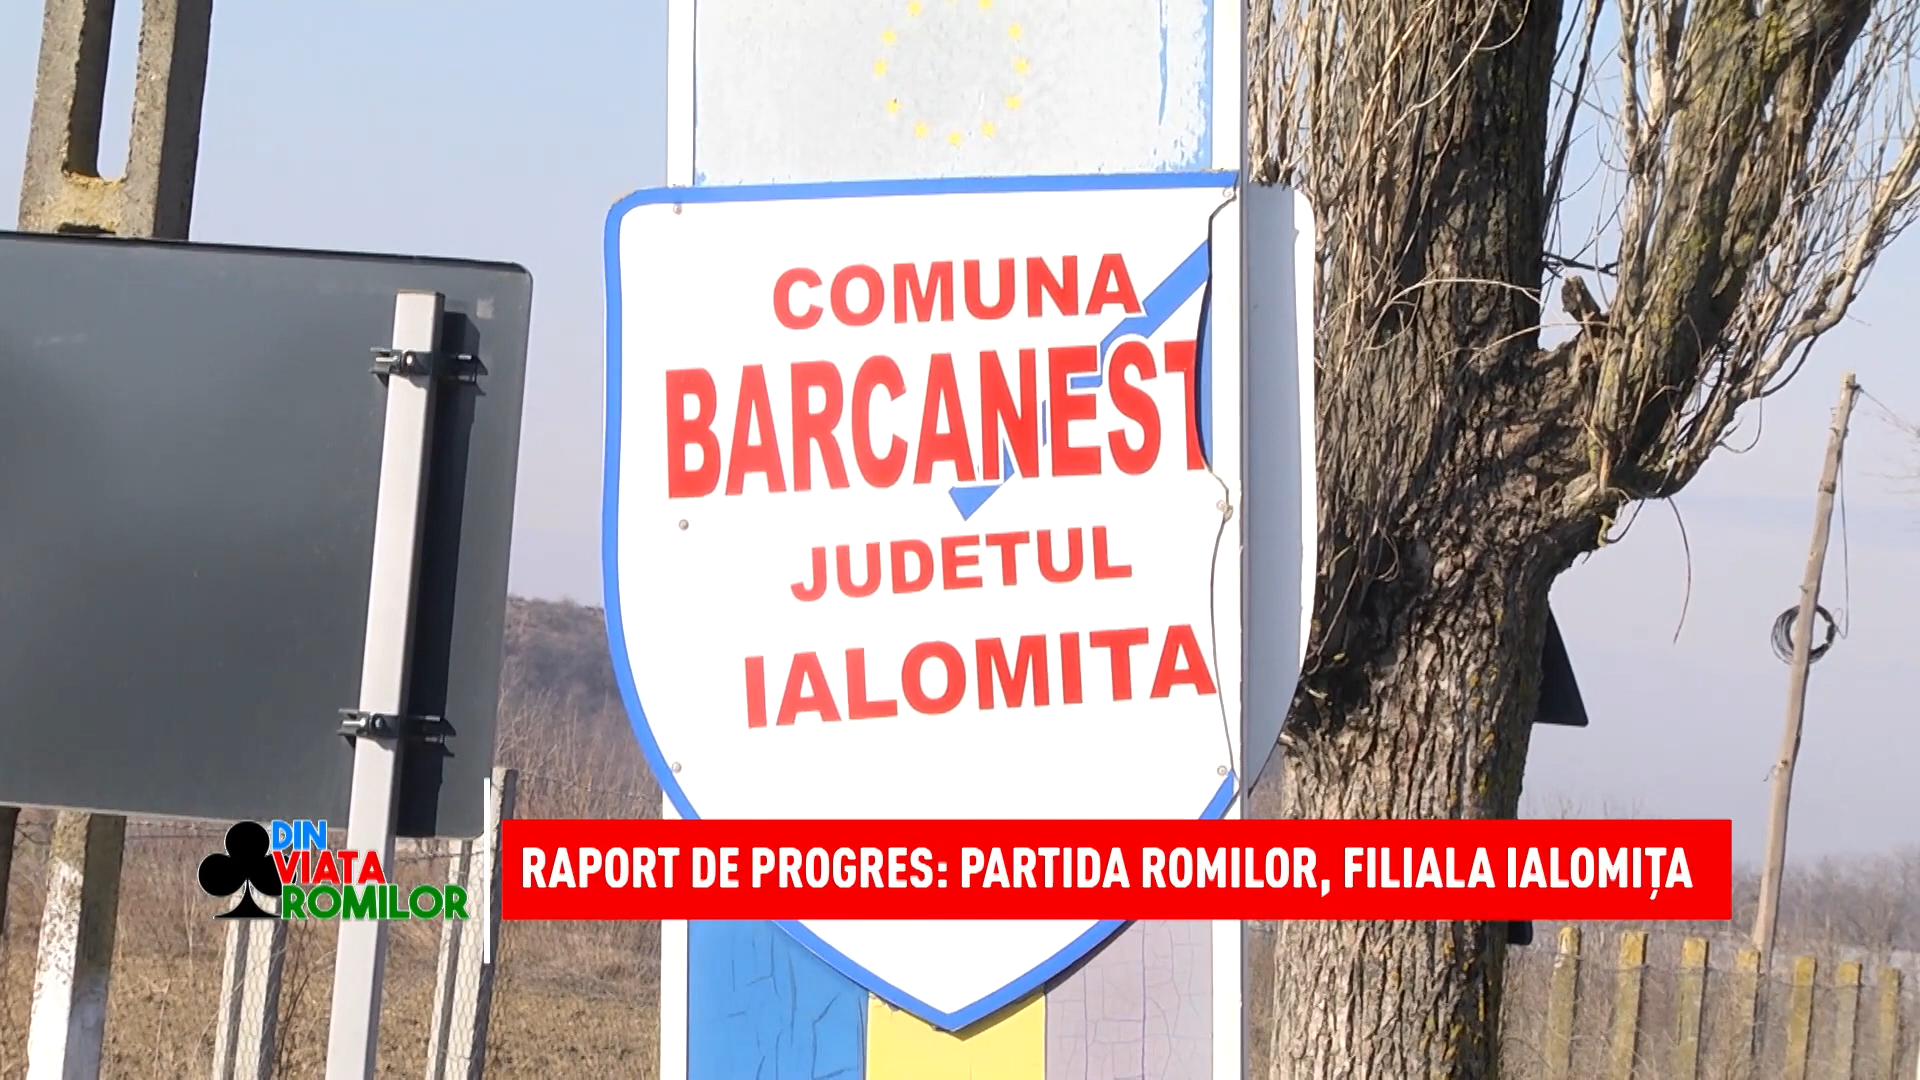 COMUNA
BARCANEST
JUDETUL
IALOMITA
DIN
VIATA
ROMILOR
RAPORT DE PROGRES: PARTIDA ROMILOR, FILIALA IALOMIȚA